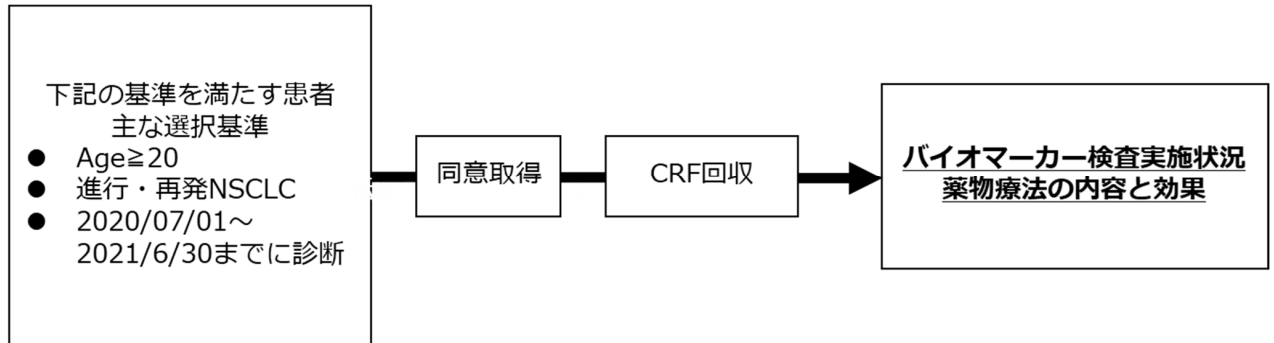 下記の基準を満たす患者
主な選択基準
● Age≧20
● 進行・再発NSCLC
● 2020/07/01～
2021/6/30までに診断
同意取得
CRF回収
バイオマーカー検査実施状況
薬物療法の内容と効果